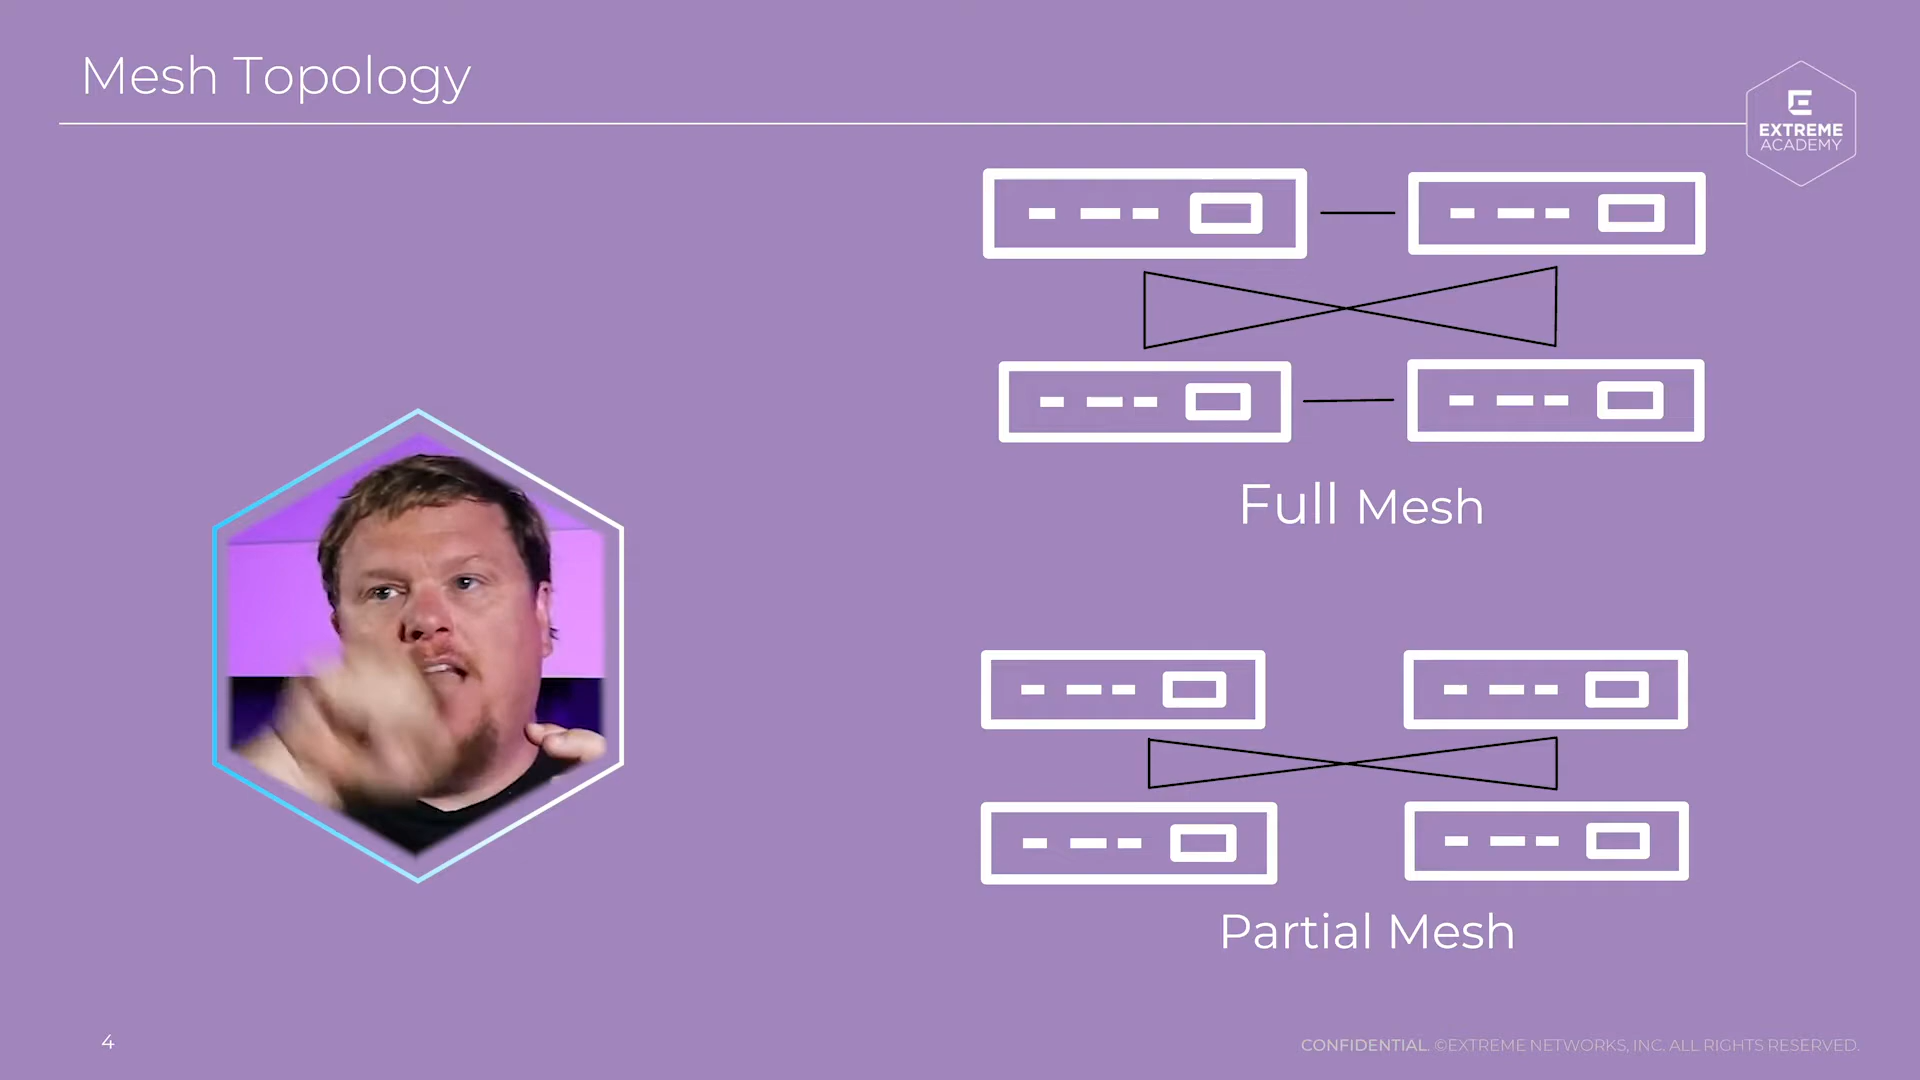 Mesh Topology
EXTREME
ACADEMY
Full Mesh
Partial Mesh
4
CONFIDENTIAL. ©EXTREME NETWORKS, INC. ALL RIGHTS RESERVED.